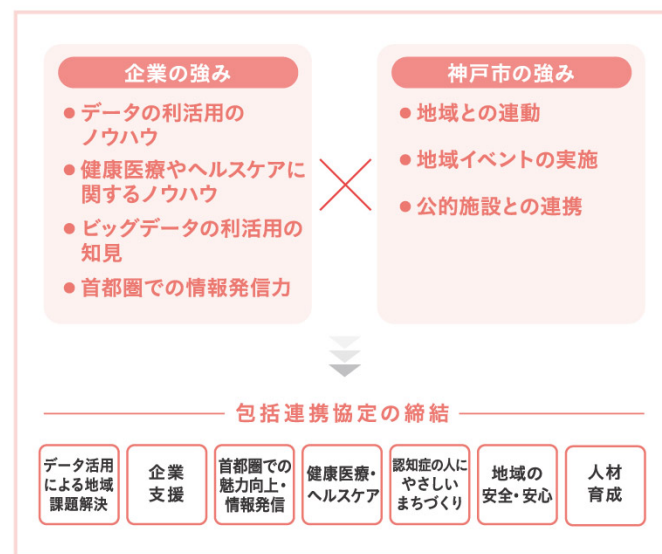 企業の強み
● データの利活用の
ノウハウ
● 健康医療やヘルスケアに
関するノウハウ
● ビッグデータの利活用の
知見
● 首都圏での情報発信力
神戸市の強み
● 地域との連動
● 地域イベントの実施
● 公的施設との連携
包括連携協定の締結
データ活用
による地域
課題解決
企業
支援
首都圏での
魅力向上・
情報発信
健康医療・
ヘルスケア
認知症の人に
やさしい
まちづくり
地域の
安全・安心
人材
育成